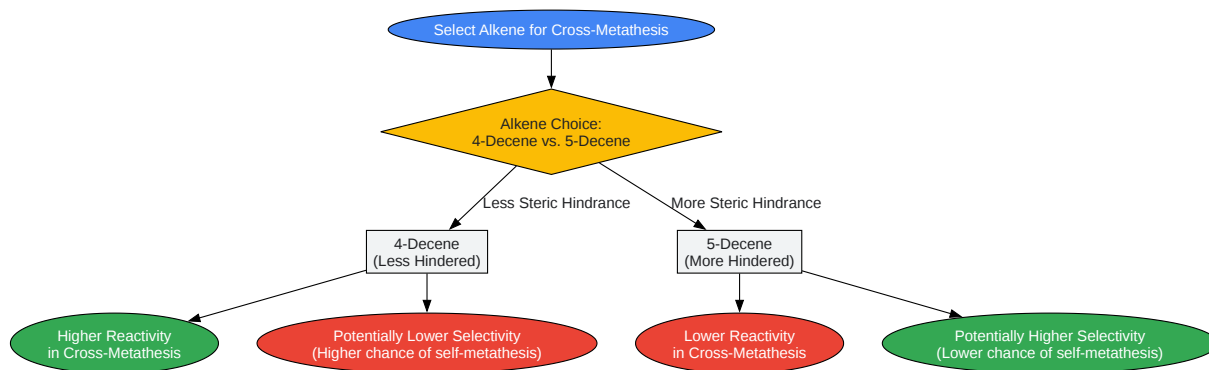 Select Alkene for Cross-Metathesis
Alkene Choice:
4-Decene vs. 5-Decene
Less Steric Hindrance
More Steric Hindrance
4-Decene
(Less Hindered)
5-Decene
(More Hindered)
Higher Reactivity
in Cross-Metathesis
Potentially Lower Selectivity
(Higher chance of self-metathesis)
Lower Reactivity
in Cross-Metathesis
Potentially Higher Selectivity
(Lower chance of self-metathesis)